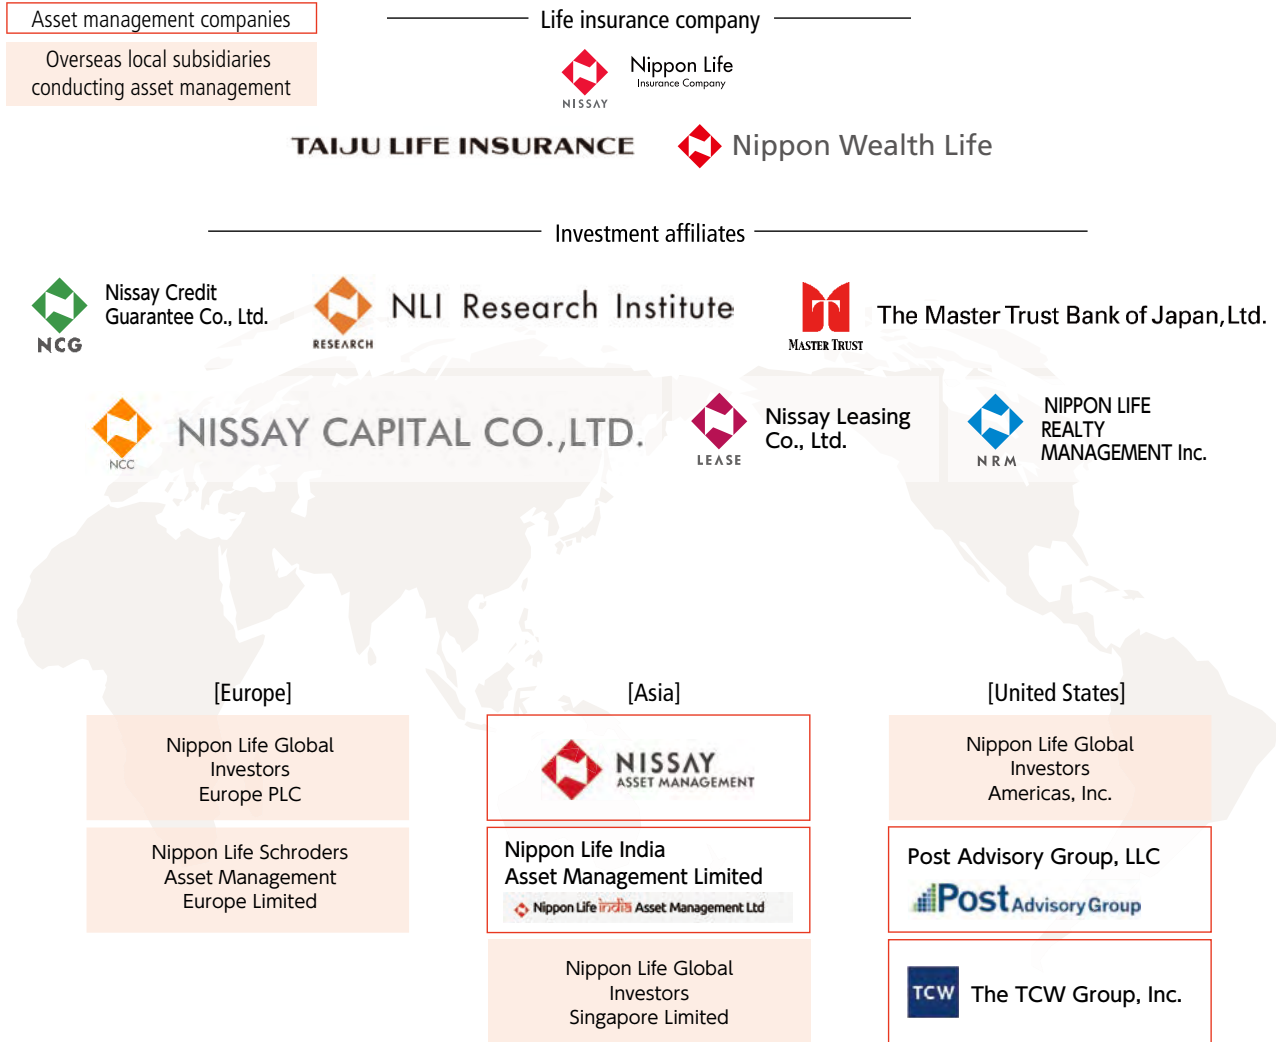 Asset management companies
Overseas local subsidiaries
conducting asset management
Life insurance company
NISSAY
Nippon Life
Insurance Company
TAIJU LIFE INSURANCE
Nippon Wealth Life
Investment affiliates
NCG
Nissay Credit
Guarantee Co., Ltd.
RESEARCH
NLI Research Institute
MASTER TRUST
The Master Trust Bank of Japan, Ltd.
NCC
NISSAY CAPITAL CO.,LTD.
LEASE
Nissay Leasing
Co., Ltd.
NRM
NIPPON LIFE
REALTY
MANAGEMENT Inc.
[Europe]
Nippon Life Global
Investors
Europe PLC
Nippon Life Schroders
Asset Management
Europe Limited
[Asia]
NISSAY
ASSET MANAGEMENT
Nippon Life India
Asset Management Limited
Nippon Life india Asset Management Ltd
Nippon Life Global
Investors
Singapore Limited
[United States]
Nippon Life Global
Investors
Americas, Inc.
Post Advisory Group, LLC
Post Advisory Group
TCW
The TCW Group, Inc.